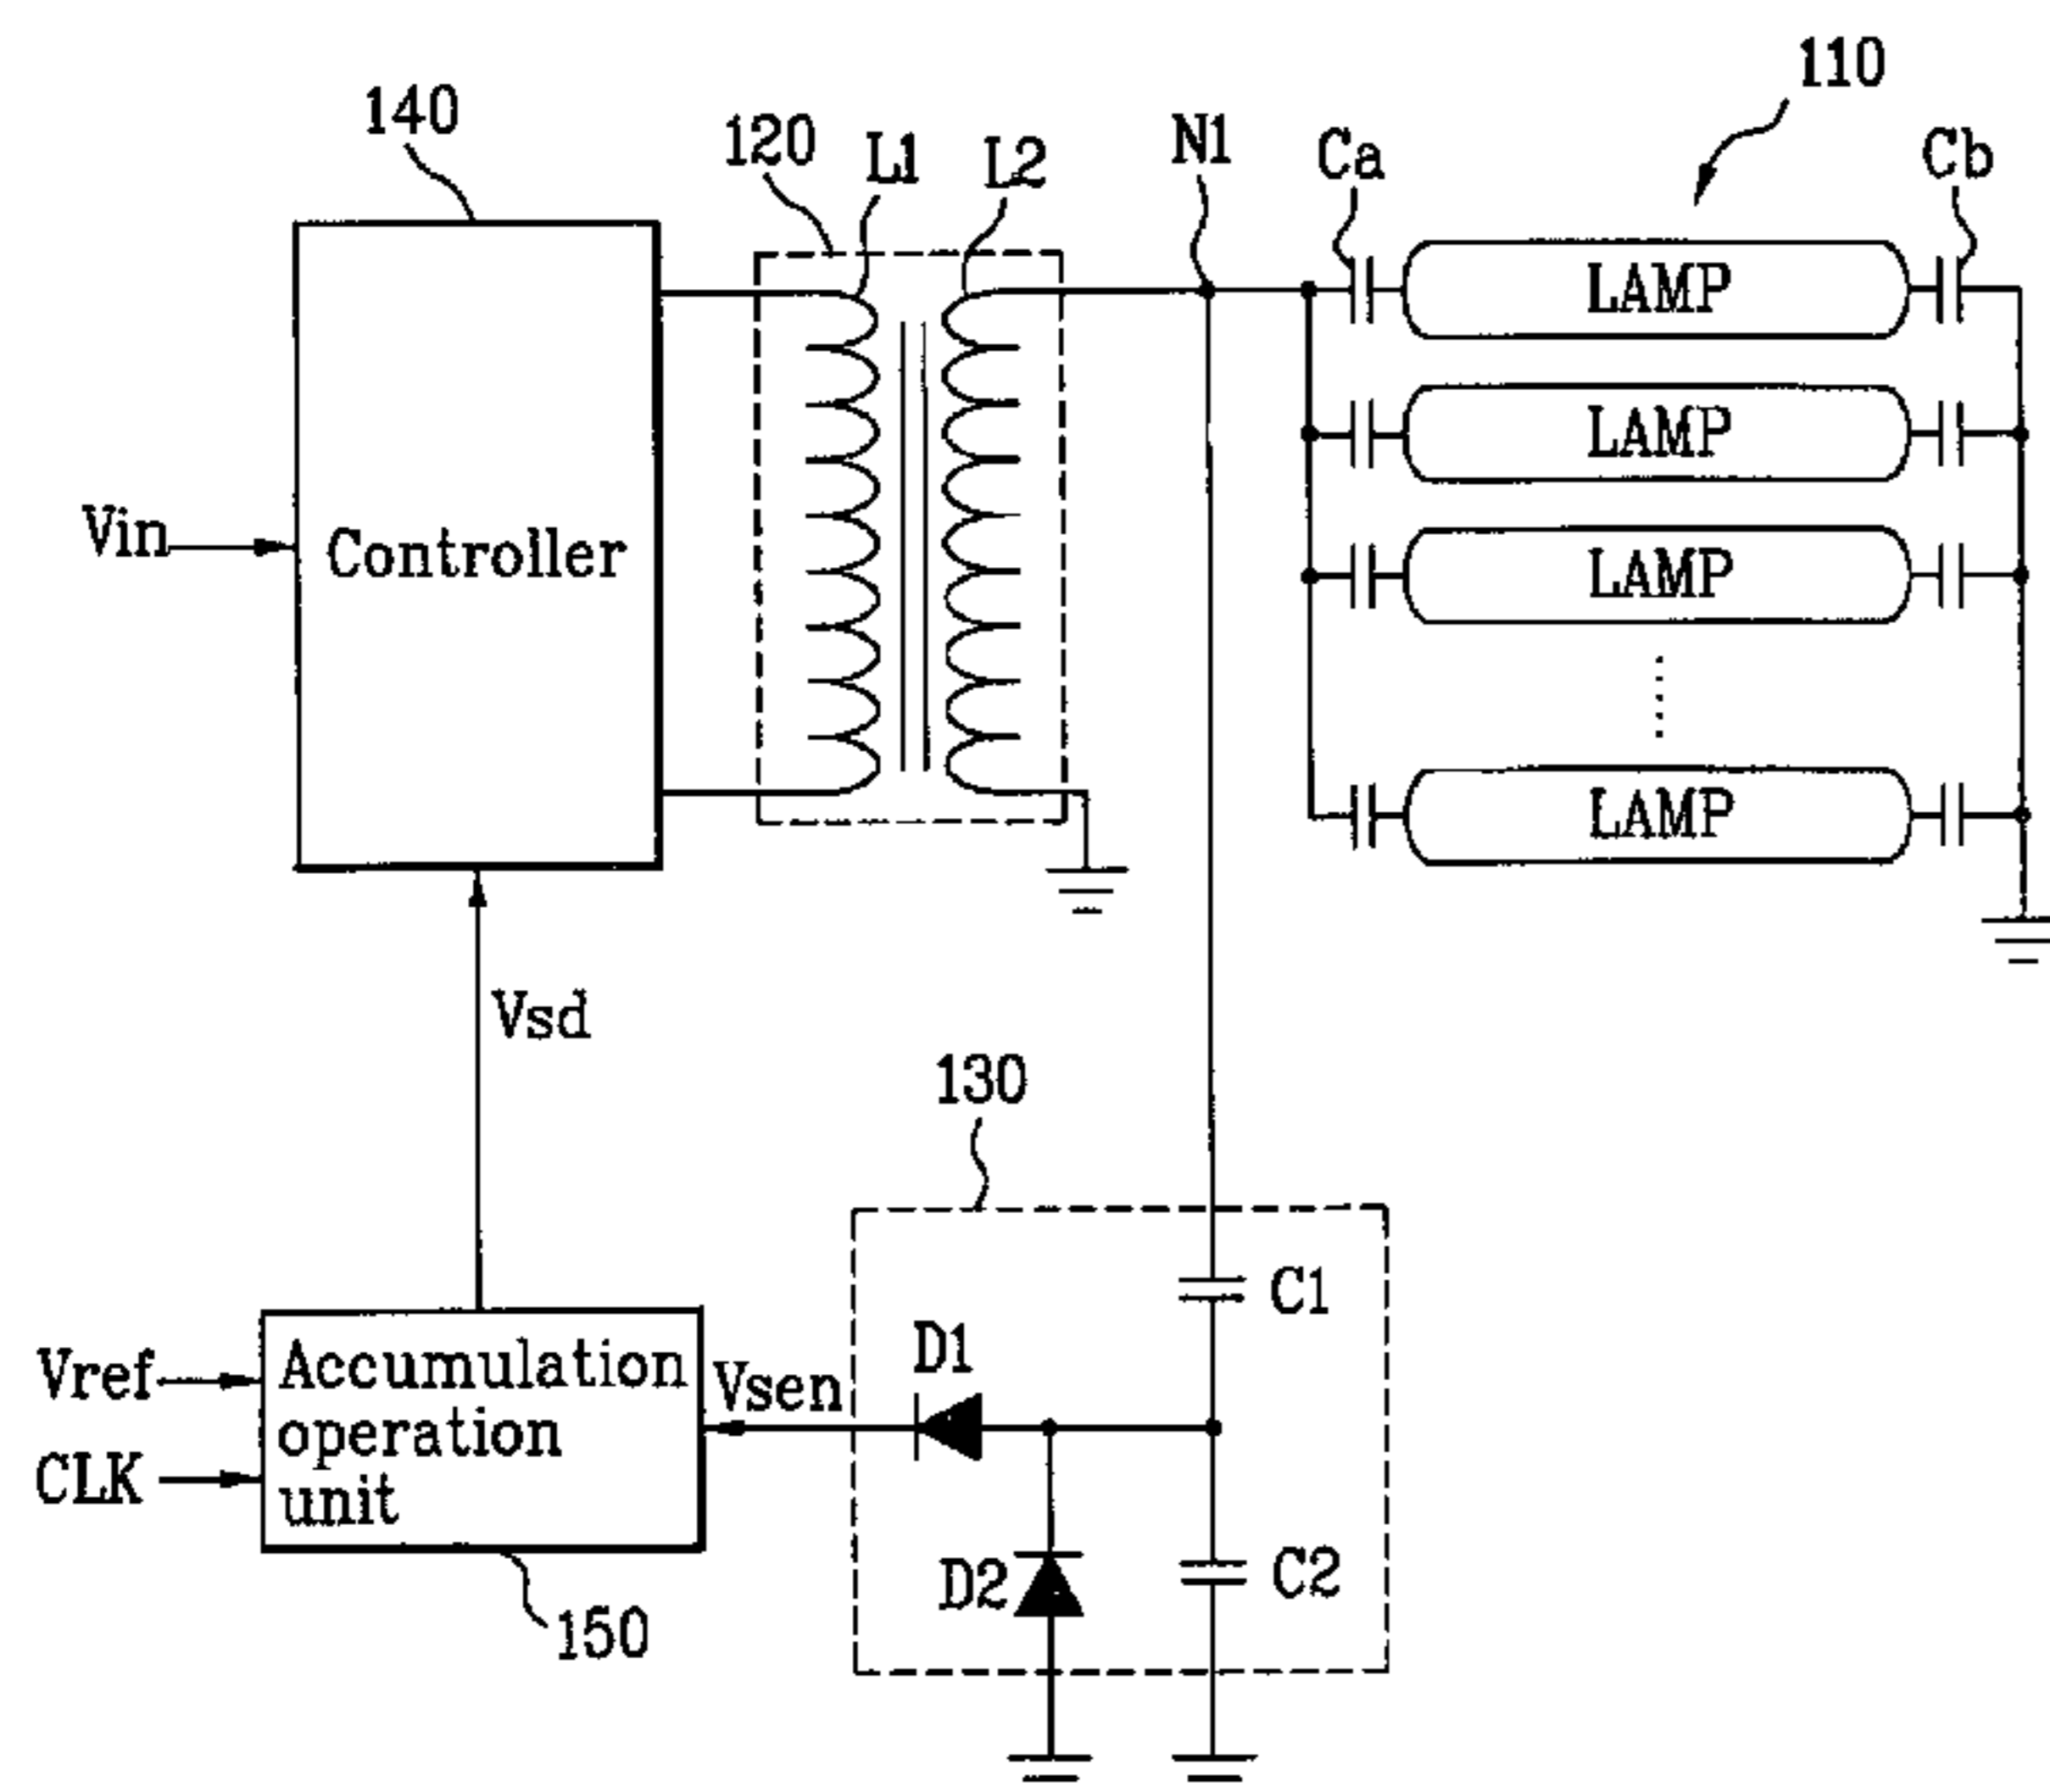 110
140
120
L1
L2
N1
Ca
Cb
LAMP
LAMP
Vin
Controller
LAMP
LAMP
Vsd
130
C1
D1
Vref
Accumulation
operation
unit
Vsen
CLK
D2
C2
150